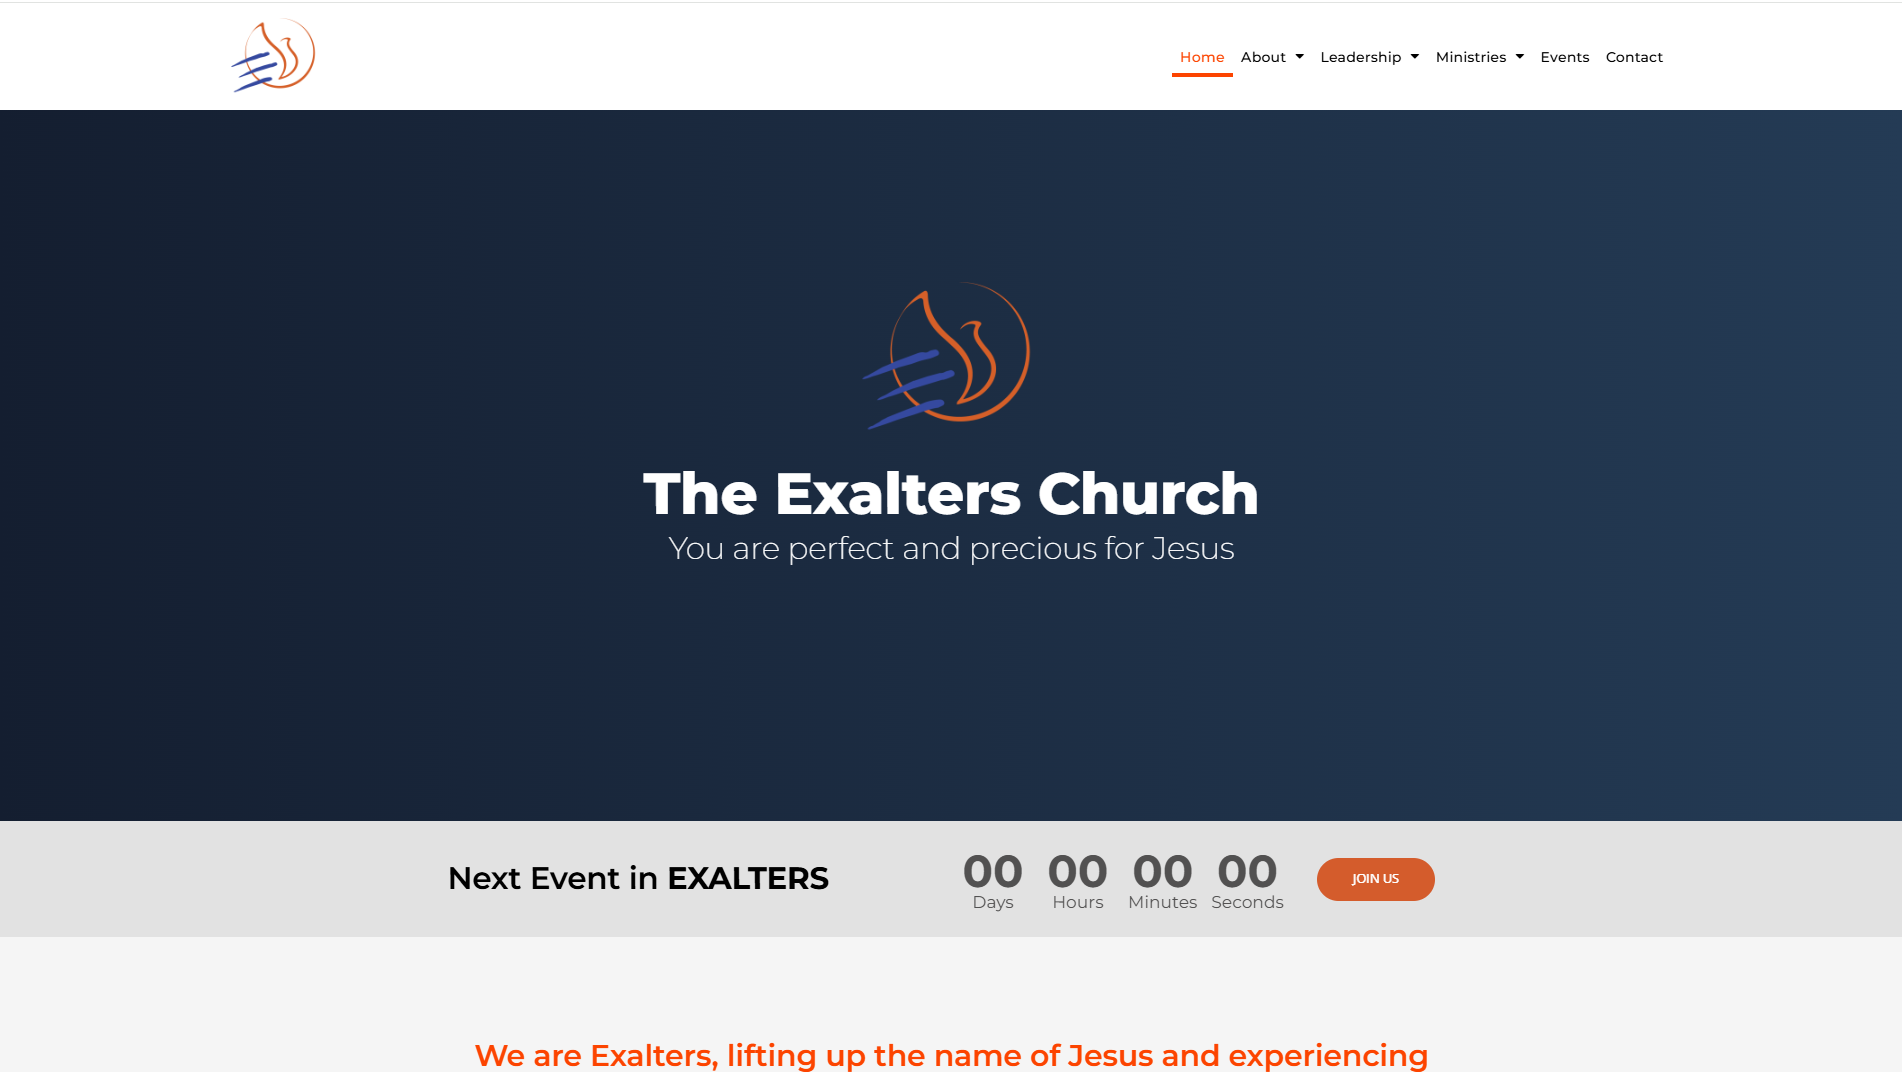 Home About Leadership Ministries Events Contact
The Exalters Church
You are perfect and precious for Jesus
Next Event in EXALTERS
00 00 00 00
Days Hours Minutes Seconds
JOIN US
We are Exalters, lifting up the name of Jesus and experiencing